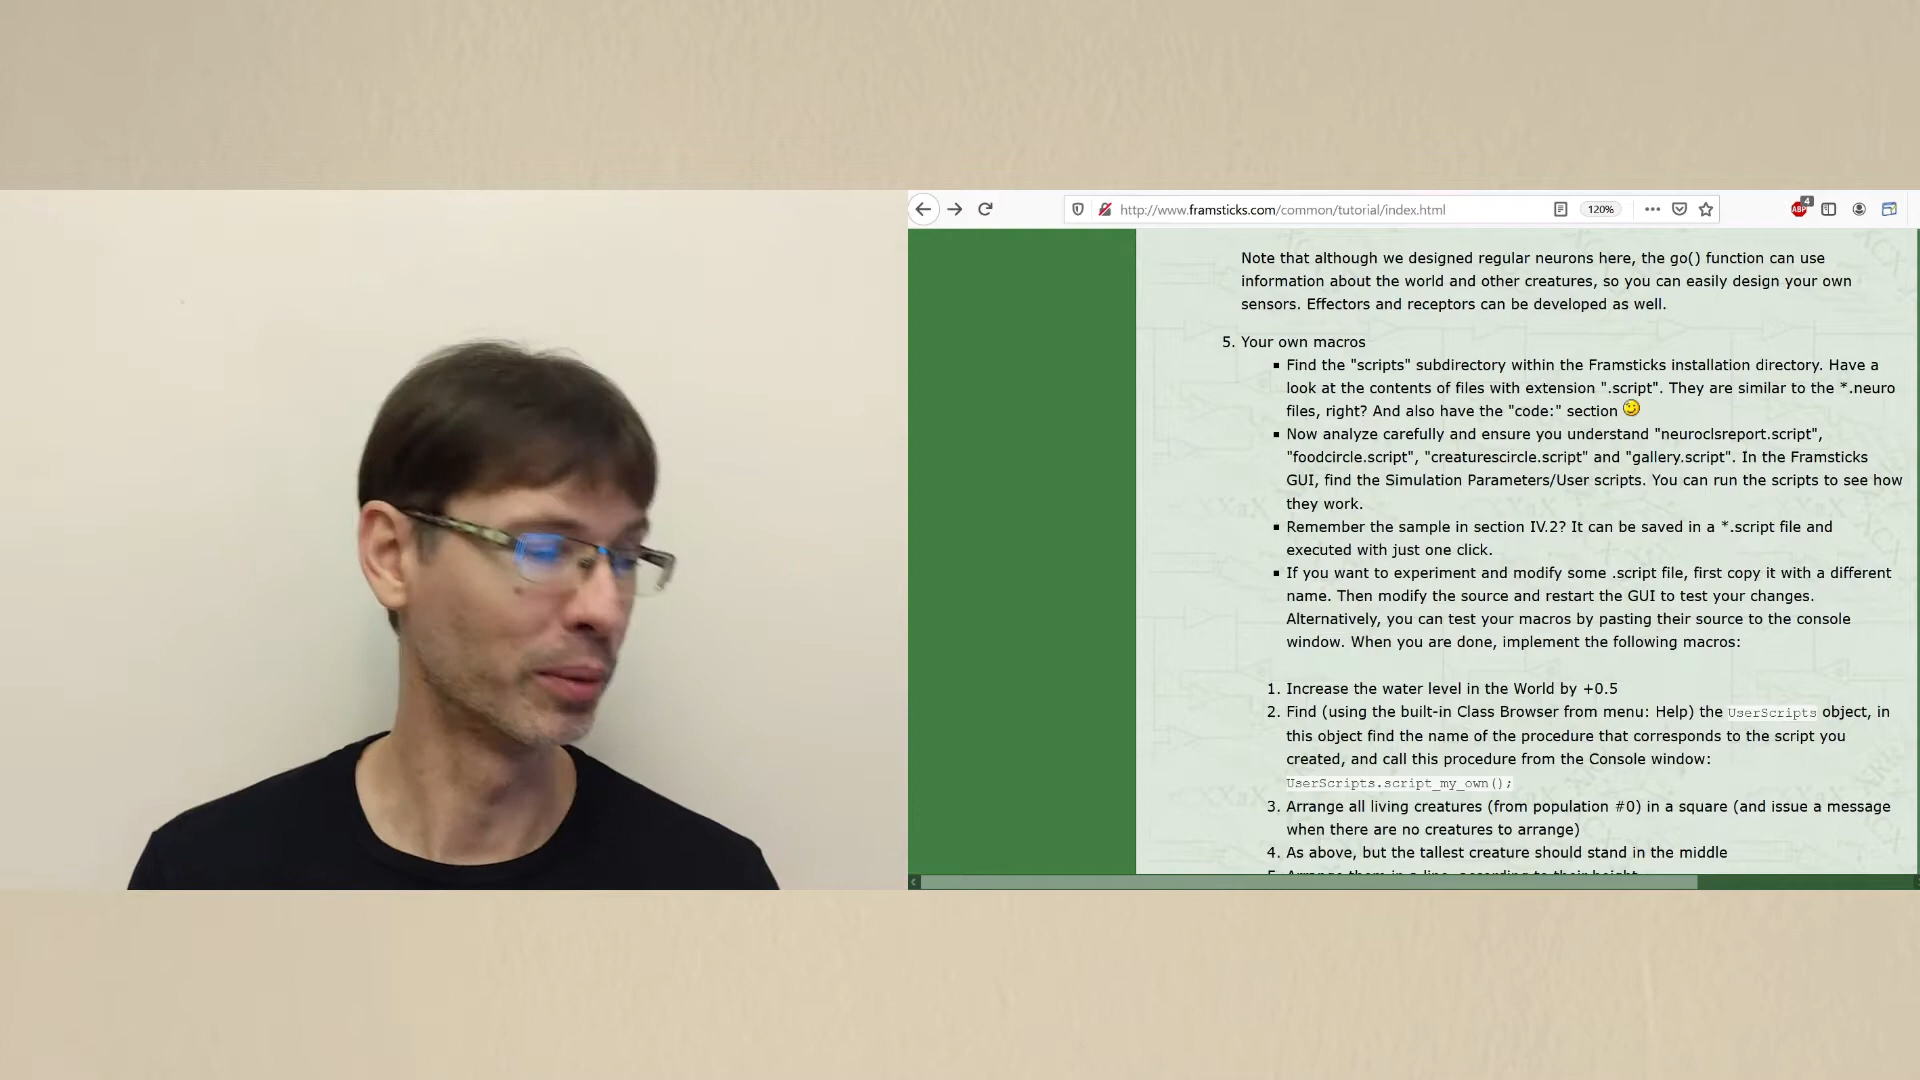 http://www.framsticks.com/common/tutorial/index.html
120%
ABP
4
Note that although we designed regular neurons here, the go() function can use
information about the world and other creatures, so you can easily design your own
sensors. Effectors and receptors can be developed as well.
5. Your own macros
Find the "scripts" subdirectory within the Framsticks installation directory. Have a
look at the contents of files with extension ".script". They are similar to the *.neuro
files, right? And also have the "code:" section
Now analyze carefully and ensure you understand "neuroclsreport.script",
"foodcircle.script", "creaturescircle.script" and "gallery.script". In the Framsticks
GUI, find the Simulation Parameters/User scripts. You can run the scripts to see how
they work.
Remember the sample in section IV.2? It can be saved in a *.script file and
executed with just one click.
If you want to experiment and modify some .script file, first copy it with a different
name. Then modify the source and restart the GUI to test your changes.
Alternatively, you can test your macros by pasting their source to the console
window. When you are done, implement the following macros:
1. Increase the water level in the World by +0.5
2. Find (using the built-in Class Browser from menu: Help) the UserScripts object, in
this object find the name of the procedure that corresponds to the script you
created, and call this procedure from the Console window:
UserScripts.script_my_own();
3. Arrange all living creatures (from population #0) in a square (and issue a message
when there are no creatures to arrange)
4. As above, but the tallest creature should stand in the middle
5. Arrange them in a line, according to their height